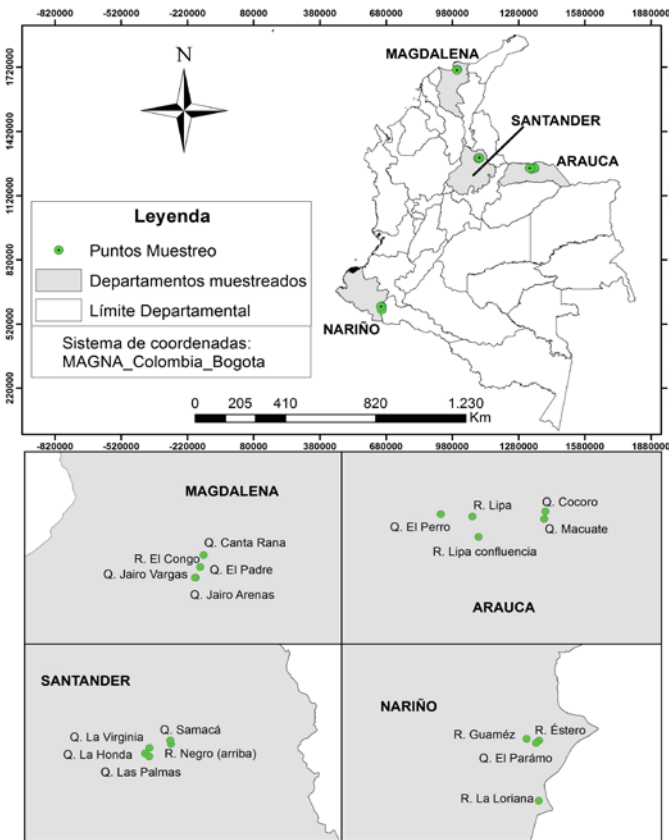 -820000 -520000 -220000 80000 380000 680000 980000 1280000 1580000 1880000
N
MAGDALENA
SANTANDER
ARAUCA
NARIÑO
1720000
1420000
1120000
820000
520000
220000
Leyenda
Puntos Muestreo
Departamentos muestreados
Límite Departamental
Sistema de coordenadas:
MAGNA_Colombia_Bogota
0 205 410 820 1.230
Km
-820000 -520000 -220000 80000 380000 680000 980000 1280000 1580000 1880000
MAGDALENA
Q. Canta Rana
R. El Congo
Q. El Padre
Q. Jairo Vargas
Q. Jairo Arenas
R. Lipa
Q. Cocoro
Q. El Perro
Q. Macuate
R. Lipa confluencia
ARAUCA
SANTANDER
Q. Samacá
Q. La Virginia
Q. La Honda
R. Negro (arriba)
Q. Las Palmas
NARIÑO
R. Guaméz
R. Éstero
Q. El Parámo
R. La Loriana